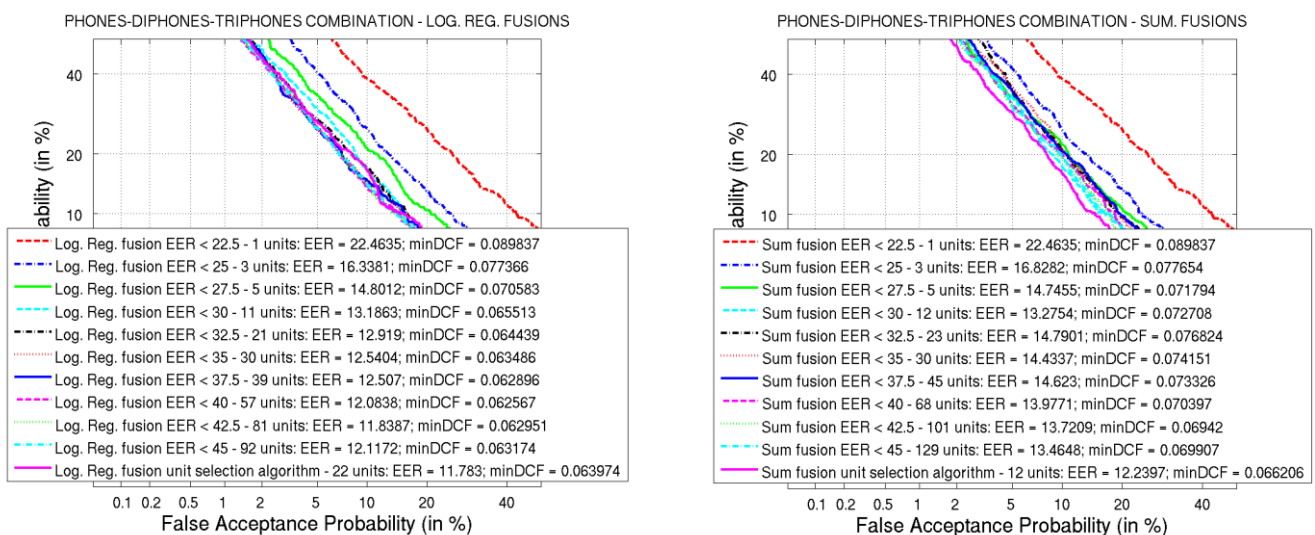 PHONES-DIPHONES-TRIPHONES COMBINATION - LOG. REG. FUSIONS
40
20
10
ability (in %)
Log. Reg. fusion EER < 22.5 - 1 units: EER = 22.4635; minDCF = 0.089837
Log. Reg. fusion EER < 25 - 3 units: EER = 16.3381; minDCF = 0.077366
Log. Reg. fusion EER < 27.5 - 5 units: EER = 14.8012; minDCF = 0.070583
Log. Reg. fusion EER < 30 - 11 units: EER = 13.1863; minDCF = 0.065513
Log. Reg. fusion EER < 32.5 - 21 units: EER = 12.919; minDCF = 0.064439
Log. Reg. fusion EER < 35 - 30 units: EER = 12.5404; minDCF = 0.063486
Log. Reg. fusion EER < 37.5 - 39 units: EER = 12.507; minDCF = 0.062896
Log. Reg. fusion EER < 40 - 57 units: EER = 12.0838; minDCF = 0.062567
Log. Reg. fusion EER < 42.5 - 81 units: EER = 11.8387; minDCF = 0.062951
Log. Reg. fusion EER < 45 - 92 units: EER = 12.1172; minDCF = 0.063174
Log. Reg. fusion unit selection algorithm - 22 units: EER = 11.783; minDCF = 0.063974
0.1 0.2 0.5 1 2 5 10 20 40
False Acceptance Probability (in %)
PHONES-DIPHONES-TRIPHONES COMBINATION - SUM. FUSIONS
40
20
10
ability (in %)
Sum fusion EER < 22.5 - 1 units: EER = 22.4635; minDCF = 0.089837
Sum fusion EER < 25 - 3 units: EER = 16.8282; minDCF = 0.077654
Sum fusion EER < 27.5 - 5 units: EER = 14.7455; minDCF = 0.071794
Sum fusion EER < 30 - 12 units: EER = 13.2754; minDCF = 0.072708
Sum fusion EER < 32.5 - 23 units: EER = 14.7901; minDCF = 0.076824
Sum fusion EER < 35 - 30 units: EER = 14.4337; minDCF = 0.074151
Sum fusion EER < 37.5 - 45 units: EER = 14.623; minDCF = 0.073326
Sum fusion EER < 40 - 68 units: EER = 13.9771; minDCF = 0.070397
Sum fusion EER < 42.5 - 101 units: EER = 13.7209; minDCF = 0.06942
Sum fusion EER < 45 - 129 units: EER = 13.4648; minDCF = 0.069907
Sum fusion unit selection algorithm - 12 units: EER = 12.2397; minDCF = 0.066206
0.1 0.2 0.5 1 2 5 10 20 40
False Acceptance Probability (in %)